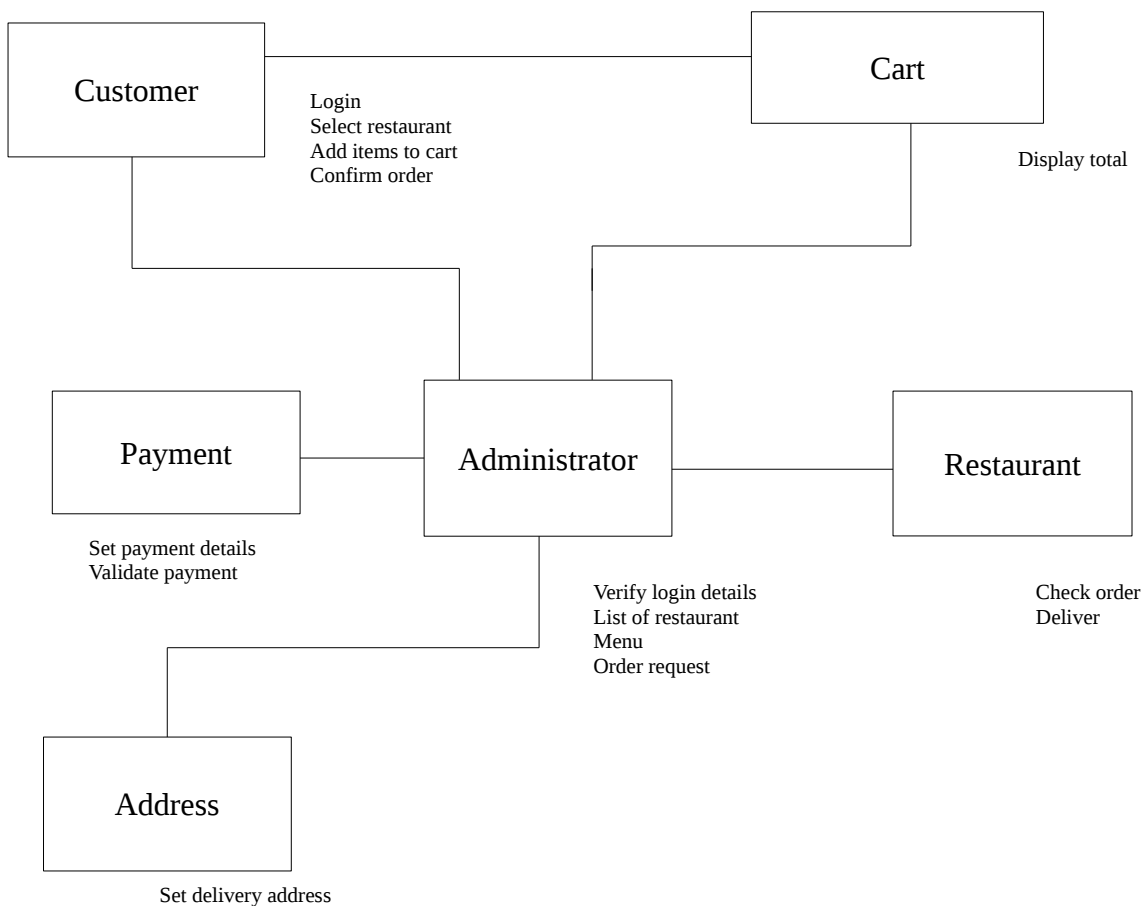 Customer
Cart
Login
Select restaurant
Add items to cart
Confirm order
Display total
Payment
Administrator
Restaurant
Set payment details
Validate payment
Verify login details
List of restaurant
Menu
Order request
Check order
Deliver
Address
Set delivery address